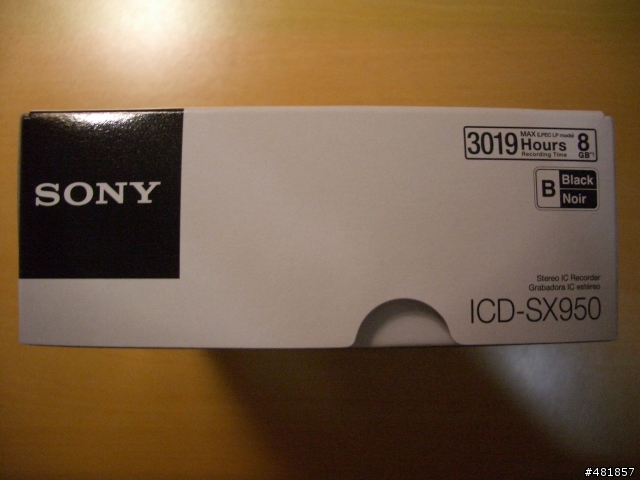 SONY
3019 MAX (LPEC LP mode) Hours Recording Time 8 GB*1
B Black Noir
Stereo IC Recorder
Grabadora IC estéreo
ICD-SX950
#481857